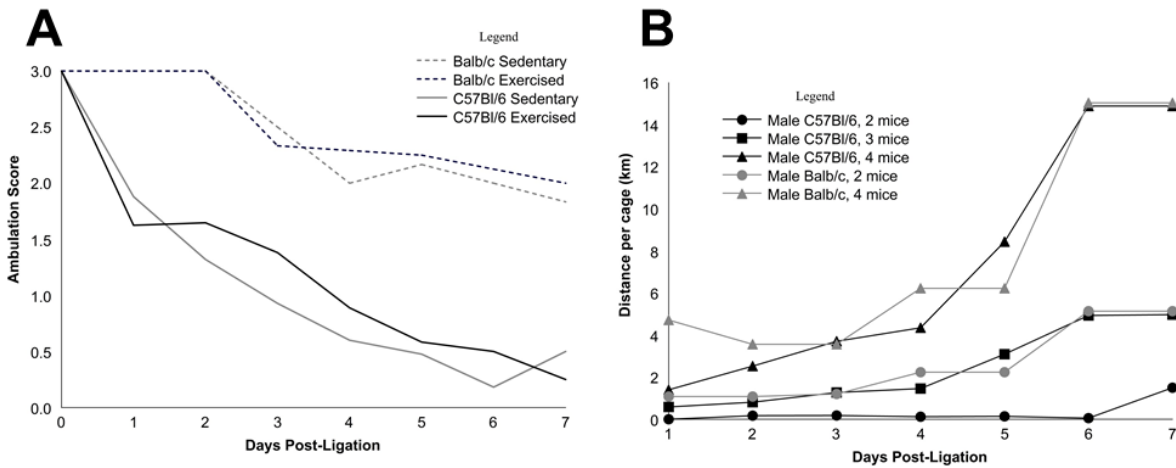 A
Legend
Balb/c Sedentary
Balb/c Exercised
C57Bl/6 Sedentary
C57Bl/6 Exercised
3.0
2.5
2.0
1.5
1.0
0.5
0.0
Ambulation Score
0 1 2 3 4 5 6 7
Days Post-Ligation
B
Legend
Male C57Bl/6, 2 mice
Male C57Bl/6, 3 mice
Male C57Bl/6, 4 mice
Male Balb/c, 2 mice
Male Balb/c, 4 mice
16
14
12
10
8
6
4
2
0
Distance per cage (km)
1 2 3 4 5 6 7
Days Post-Ligation